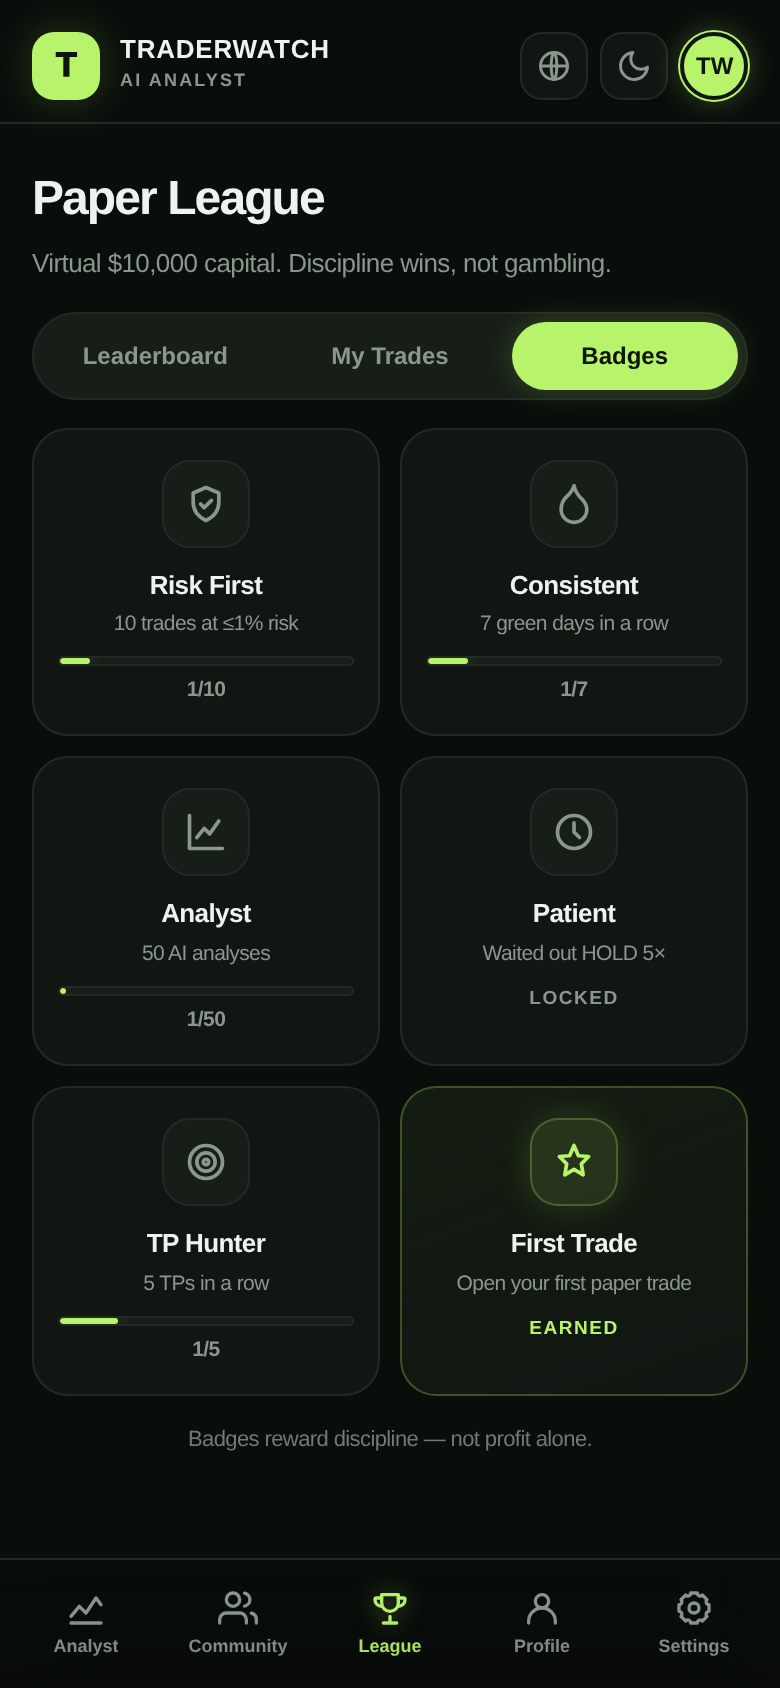 T
TRADERWATCH
AI ANALYST
TW
Paper League
Virtual $10,000 capital. Discipline wins, not gambling.
Leaderboard
My Trades
Badges
Risk First
10 trades at ≤1% risk
1/10
Consistent
7 green days in a row
1/7
Analyst
50 AI analyses
1/50
Patient
Waited out HOLD 5×
LOCKED
TP Hunter
5 TPs in a row
1/5
First Trade
Open your first paper trade
EARNED
Badges reward discipline — not profit alone.
Analyst
Community
League
Profile
Settings